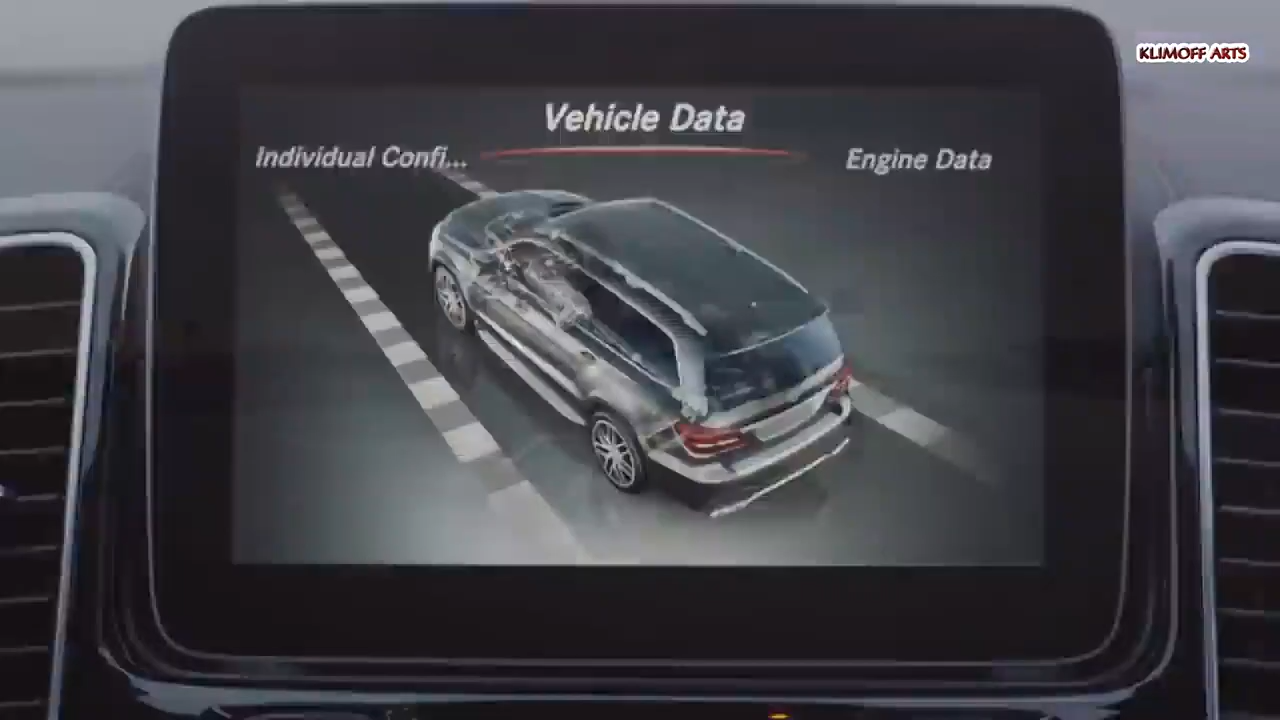 KLIMOFF ARTS
Vehicle Data
Individual Confi...
Engine Data